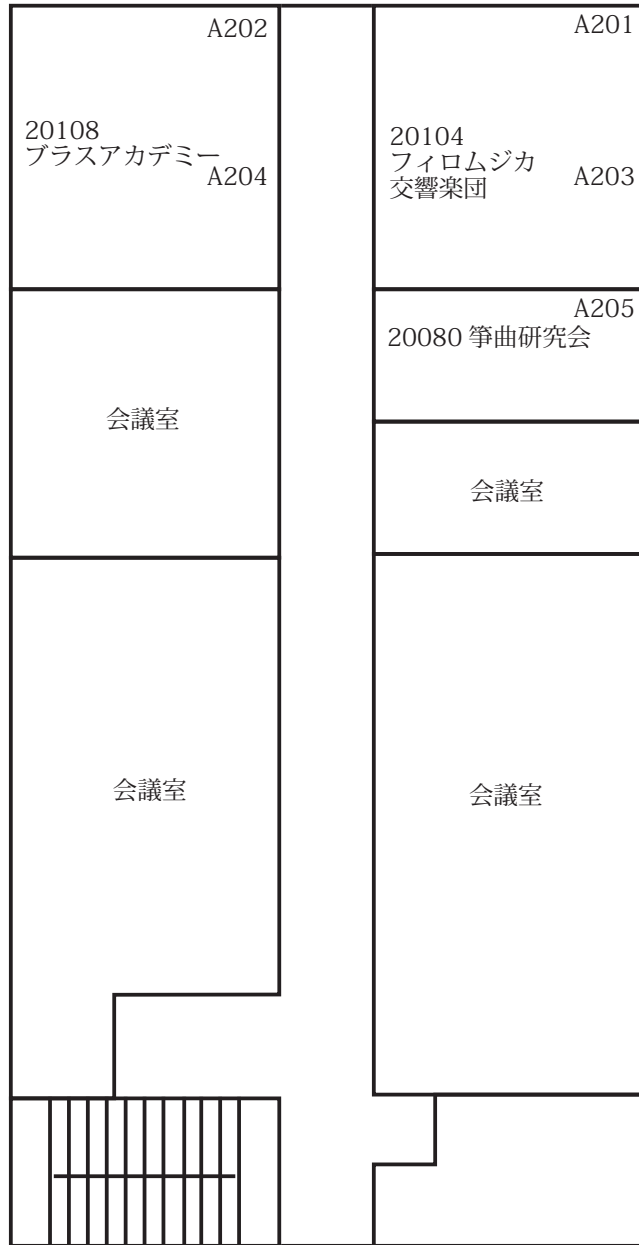 A202
20108
ブラスアカデミー
A204
A201
20104
フィロムジカ
交響楽団
A203
A205
20080 箏曲研究会
会議室
会議室
会議室
会議室